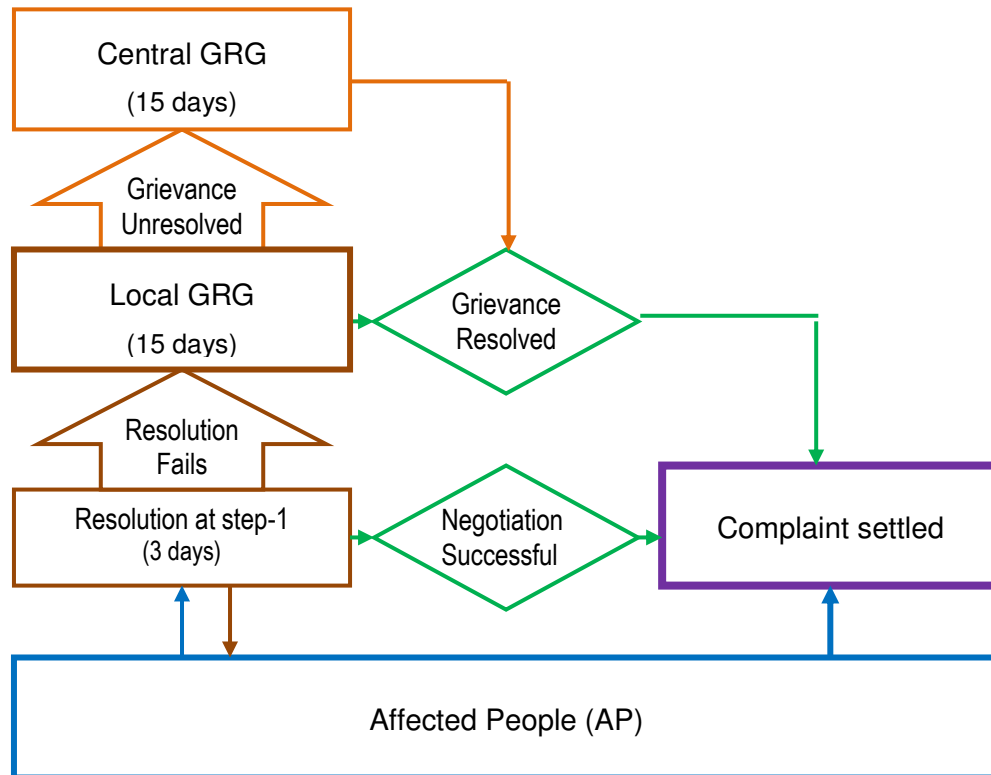 Central GRG
(15 days)
Grievance
Unresolved
Local GRG
(15 days)
Grievance
Resolved
Resolution
Fails
Resolution at step-1
(3 days)
Negotiation
Successful
Complaint settled
Affected People (AP)